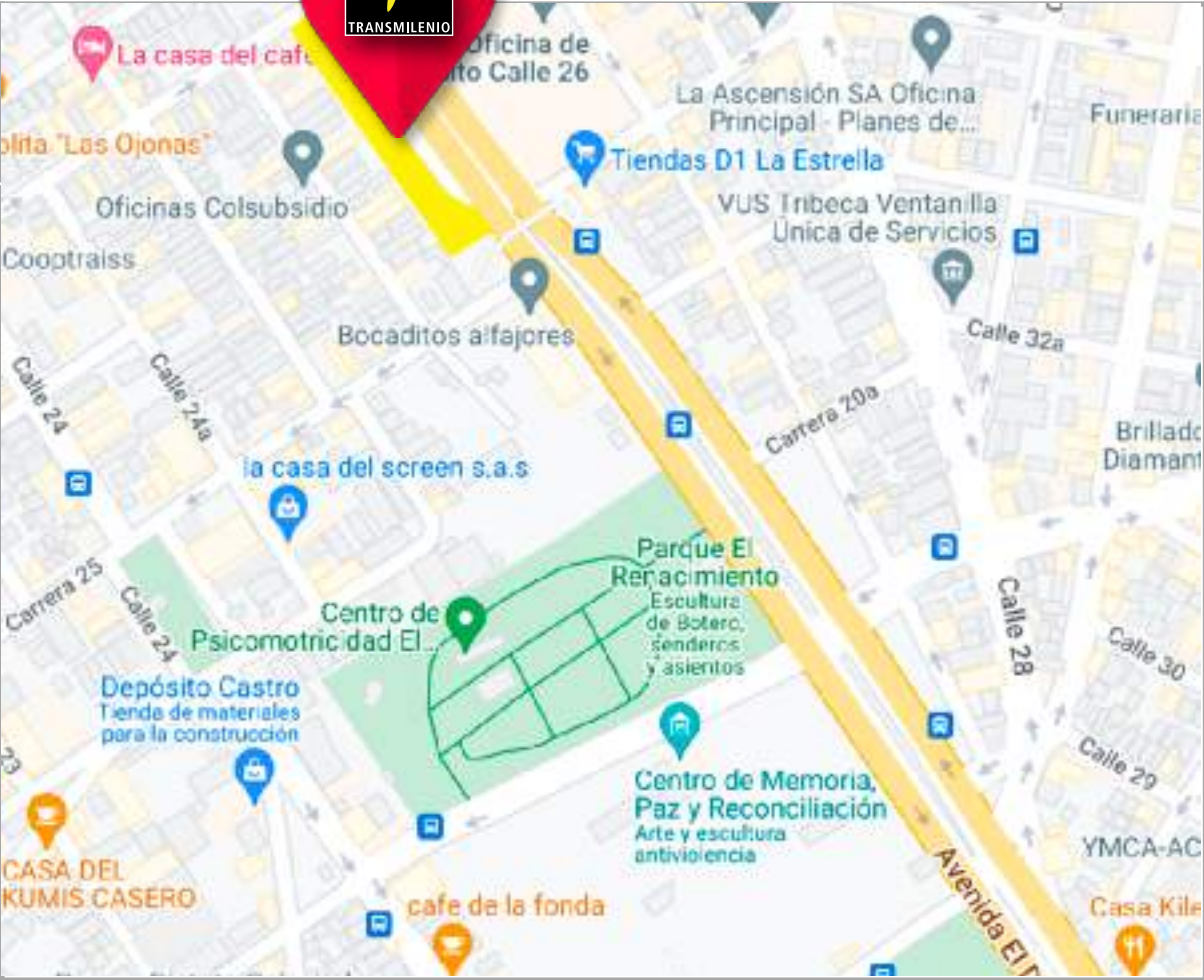 TRANSMILENIO
La casa del café
Oficina de
Calle 26
La Ascensión SA Oficina
Principal - Planes de...
Funeraria
"Las Ojonas"
Tiendas D1 La Estrella
Oficinas Colsubsidio
VUS Tribeca Ventanilla
Única de Servicios
Cooptraiss
Bocaditos alfajores
Calle 32a
Calle 24
Calle 24a
Carrera 20a
Brillado
Diamant
la casa del screen s.a.s
Parque El
Renacimiento
Escultura
de Botero,
senderos
y asientos
Carrera 25
Calle 24
Centro de
Psicomotricidad El...
Calle 28
Calle 30
Depósito Castro
Tienda de materiales
para la construcción
23
Centro de Memoria,
Paz y Reconciliación
Arte y escultura
antiviolencia
Calle 29
CASA DEL
KUMIS CASERO
YMCA-AC
Avenida El D
cafe de la fonda
Casa Kile